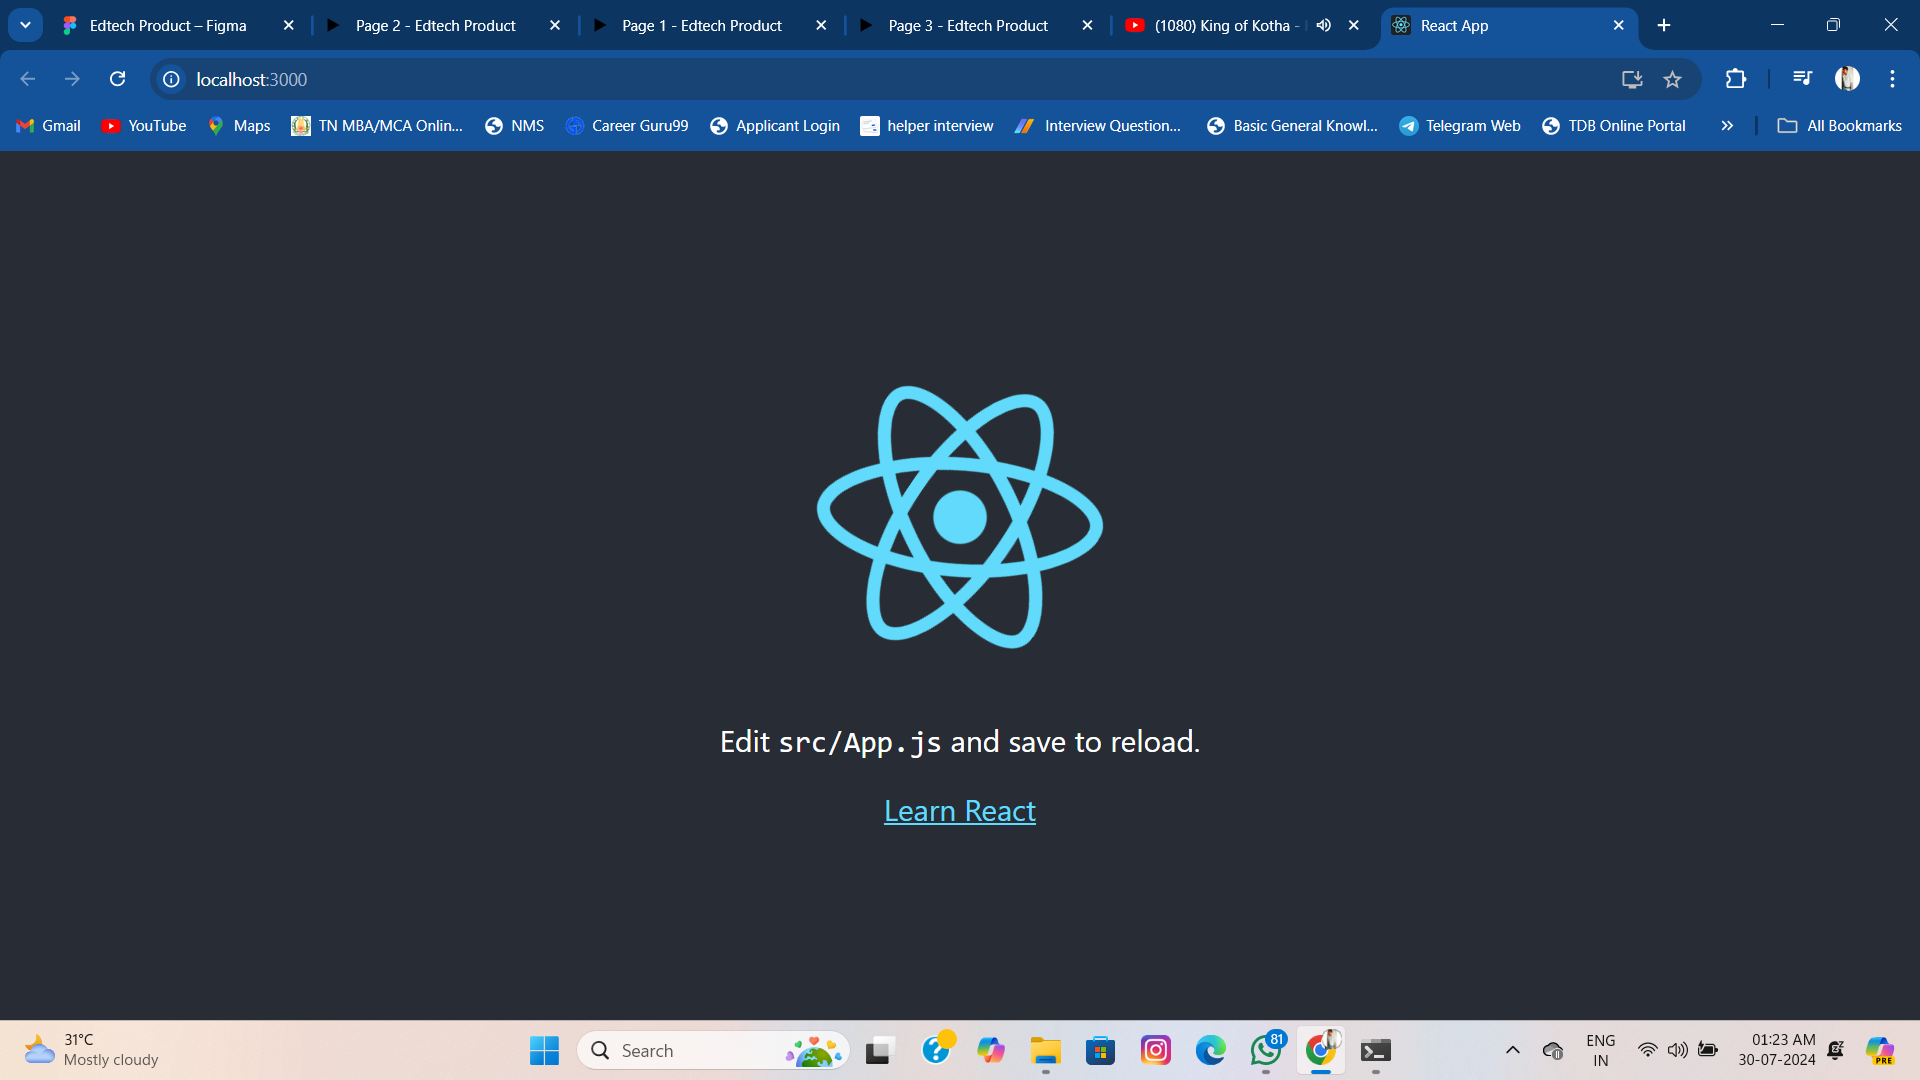 Edtech Product – Figma
Page 2 - Edtech Product
Page 1 - Edtech Product
Page 3 - Edtech Product
(1080) King of Kotha -
React App
localhost:3000
Gmail
YouTube
Maps
TN MBA/MCA Onlin...
NMS
Career Guru99
Applicant Login
helper interview
Interview Question...
Basic General Knowl...
Telegram Web
TDB Online Portal
All Bookmarks
Edit src/App.js and save to reload.
Learn React
31°C
Mostly cloudy
Search
81
ENG
IN
01:23 AM
30-07-2024
PRE